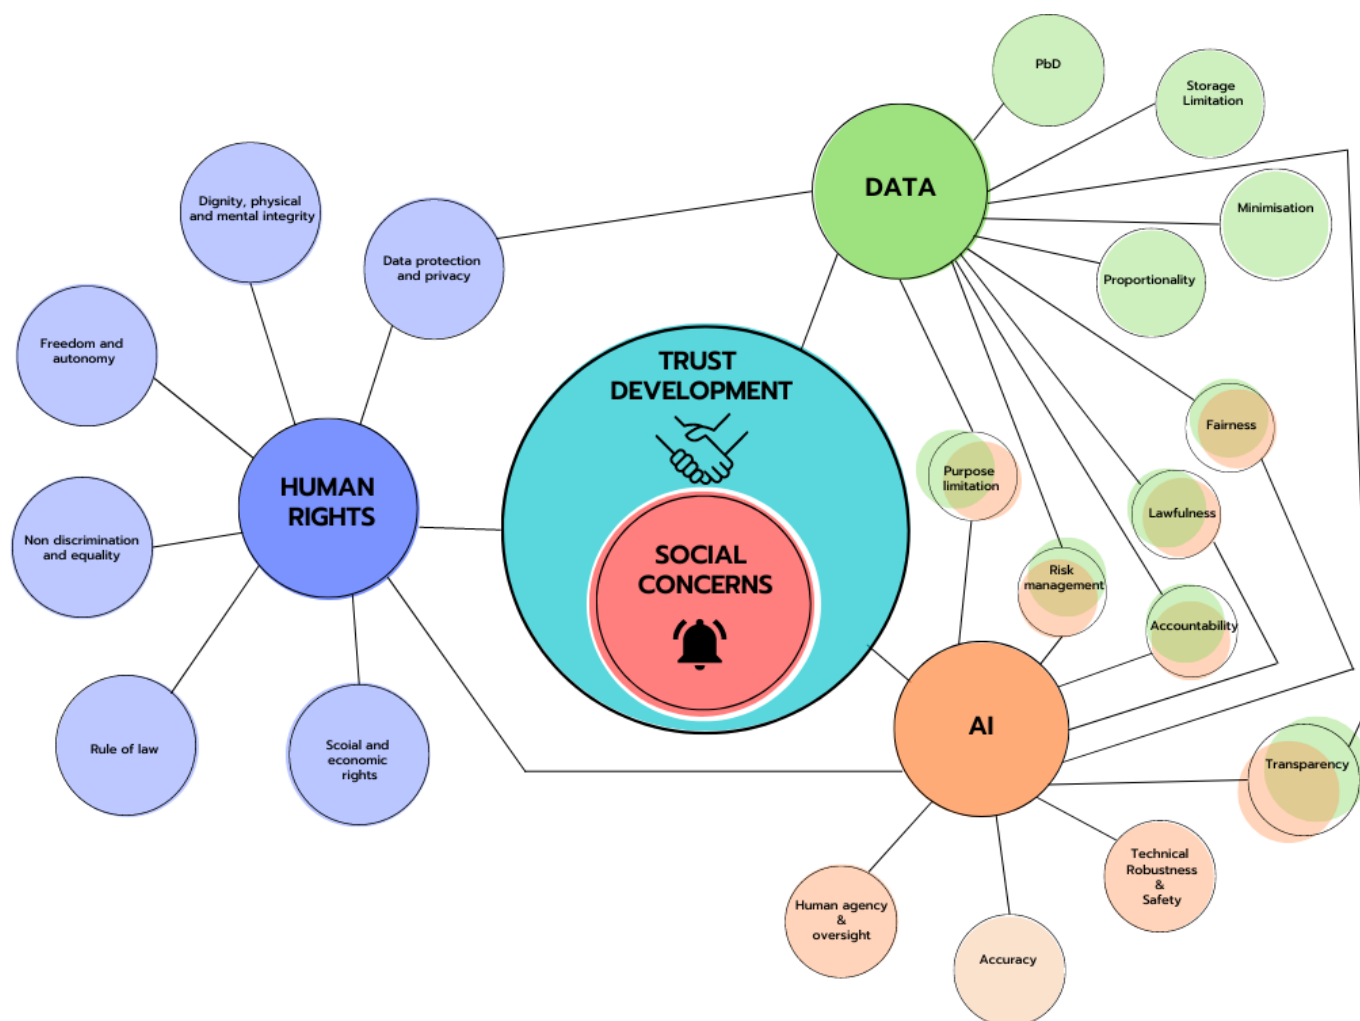 PbD
Storage
Limitation
DATA
Minimisation
Dignity, physical
and mental integrity
Data protection
and privacy
Proportionality
Freedom and
autonomy
TRUST
DEVELOPMENT
Fairness
Purpose
limitation
HUMAN
RIGHTS
Lawfulness
Non discrimination
and equality
SOCIAL
CONCERNS
Risk
management
Accountability
AI
Rule of law
Scoial and
economic
rights
Transparency
Technical
Robustness
&
Safety
Human agency
&
oversight
Accuracy